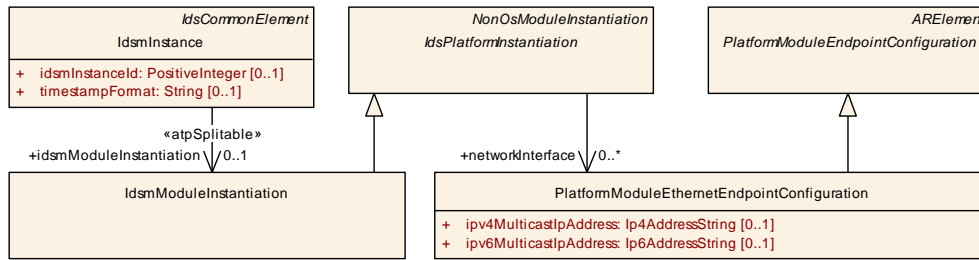 IdsCommonElement
IdsmInstance
+ idsmInstanceId: PositiveInteger [0..1]
+ timestampFormat: String [0..1]
NonOsModuleInstantiation
IdsPlatformInstantiation
ARElement
PlatformModuleEndpointConfiguration
«atpSplitable»
+idsmModuleInstantiation 0..1
+networkInterface 0..*
IdsmModuleInstantiation
PlatformModuleEthernetEndpointConfiguration
+ ipv4MulticastIpAddress: Ip4AddressString [0..1]
+ ipv6MulticastIpAddress: Ip6AddressString [0..1]